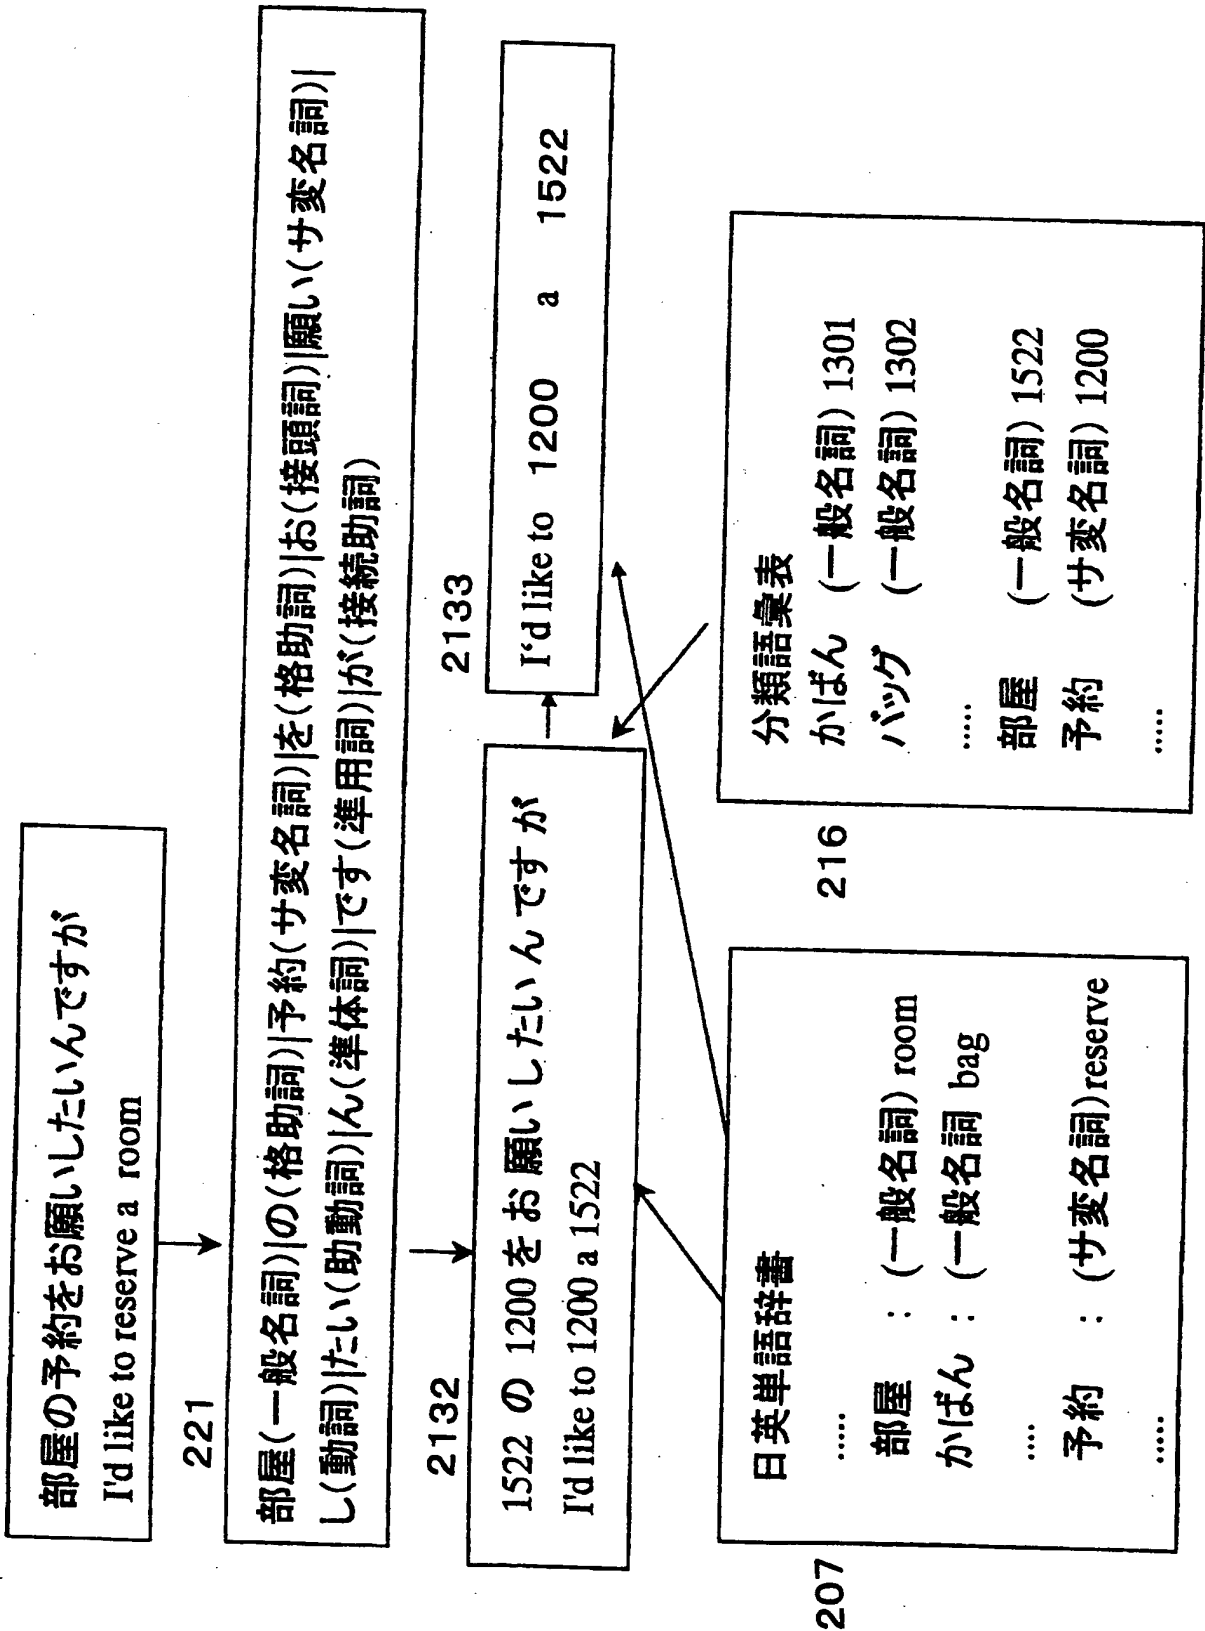 部屋の予約をお願いしたいんですが
I'd like to reserve a room
221
部屋(一般名詞)|の(格助詞)|予約(サ変名詞)|を(格助詞)|お(接頭詞)|願い(サ変名詞)|
し(動詞)|たい(助動詞)|ん(準体詞)|です(準用詞)|が(接続助詞)
2132
1522 の 1200をお願いしたいんですが
I'd like to 1200 a 1522
2133
I‘d like to 1200 a 1522
207
日英単語辞書
.....
部屋 : (一般名詞) room
かばん : (一般名詞 bag
....
予約 : (サ変名詞)reserve
.....
216
分類語彙表
かばん (一般名詞) 1301
バッグ (一般名詞) 1302
.....
部屋 (一般名詞) 1522
予約 (サ変名詞) 1200
.....